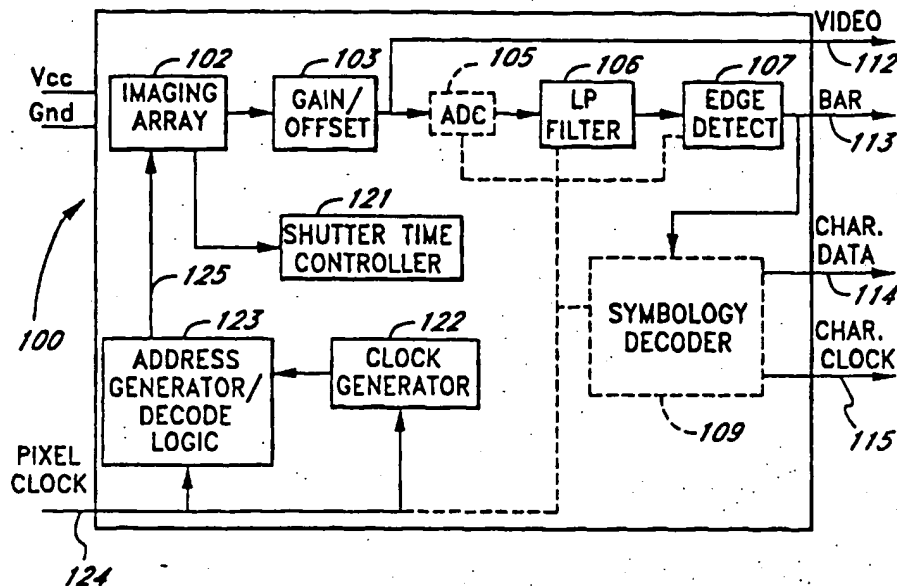 VIDEO
112
102
103
105
106
107
Vcc
IMAGING
ARRAY
GAIN/
OFFSET
ADC
LP
FILTER
EDGE
DETECT
BAR
113
Gnd
121
SHUTTER TIME
CONTROLLER
125
100
123
122
ADDRESS
GENERATOR/
DECODE
LOGIC
CLOCK
GENERATOR
SYMBOLOGY
DECODER
109
CHAR.
DATA
114
CHAR.
CLOCK
115
PIXEL
CLOCK
124